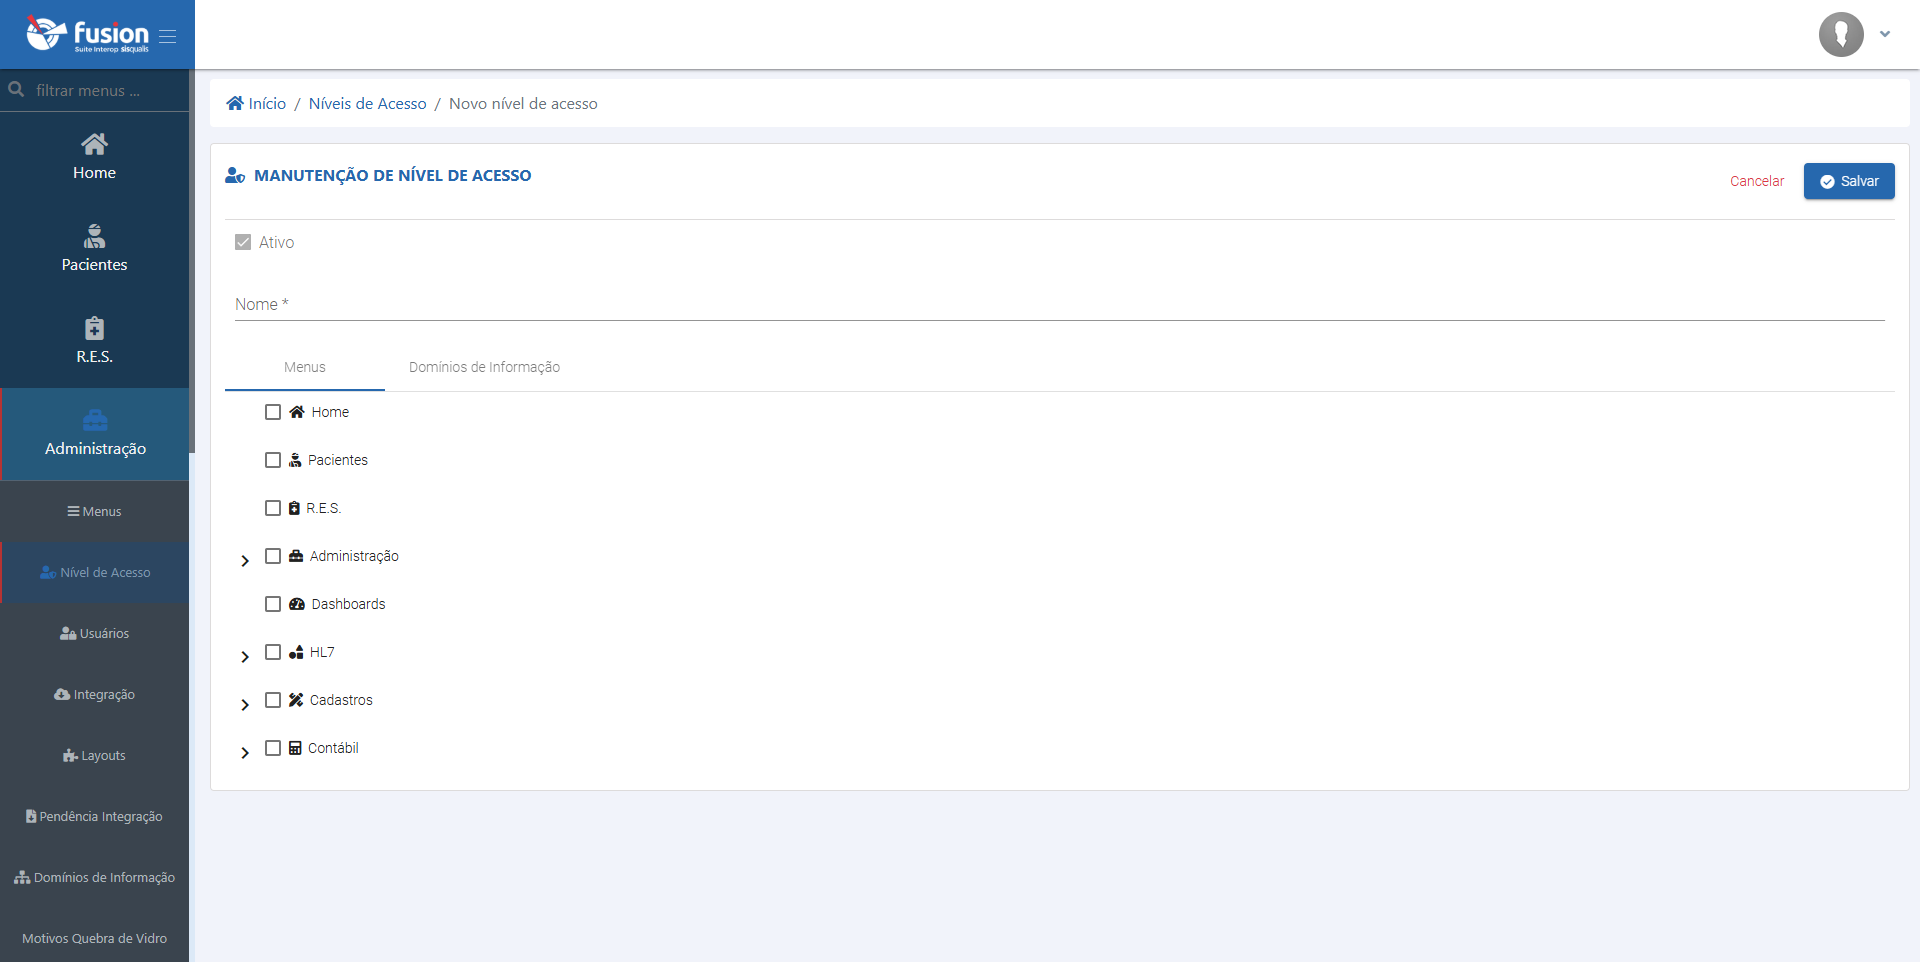 fusion
Suite Interop sisqualis
filtrar menus ...
Home
Pacientes
R.E.S.
Administração
Menus
Nível de Acesso
Usuários
Integração
Layouts
Pendência Integração
Domínios de Informação
Motivos Quebra de Vidro
Início / Níveis de Acesso / Novo nível de acesso
MANUTENÇÃO DE NÍVEL DE ACESSO
Cancelar
Salvar
Ativo
Nome *
Menus
Domínios de Informação
Home
Pacientes
R.E.S.
Administração
Dashboards
HL7
Cadastros
Contábil